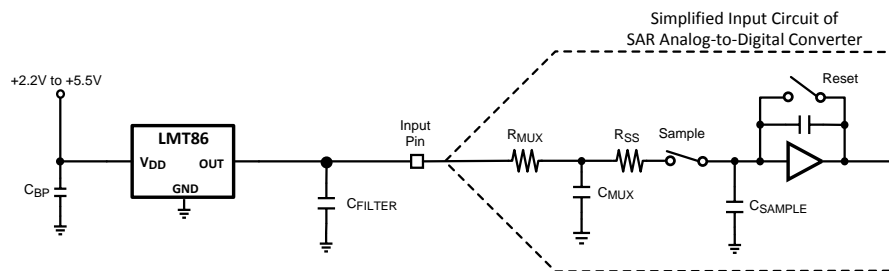 Simplified Input Circuit of
SAR Analog-to-Digital Converter
+2.2V to +5.5V
Reset
LMT86
Input
Pin
RMUX
RSS
Sample
VDD
OUT
GND
CBP
CFILTER
CMUX
CSAMPLE